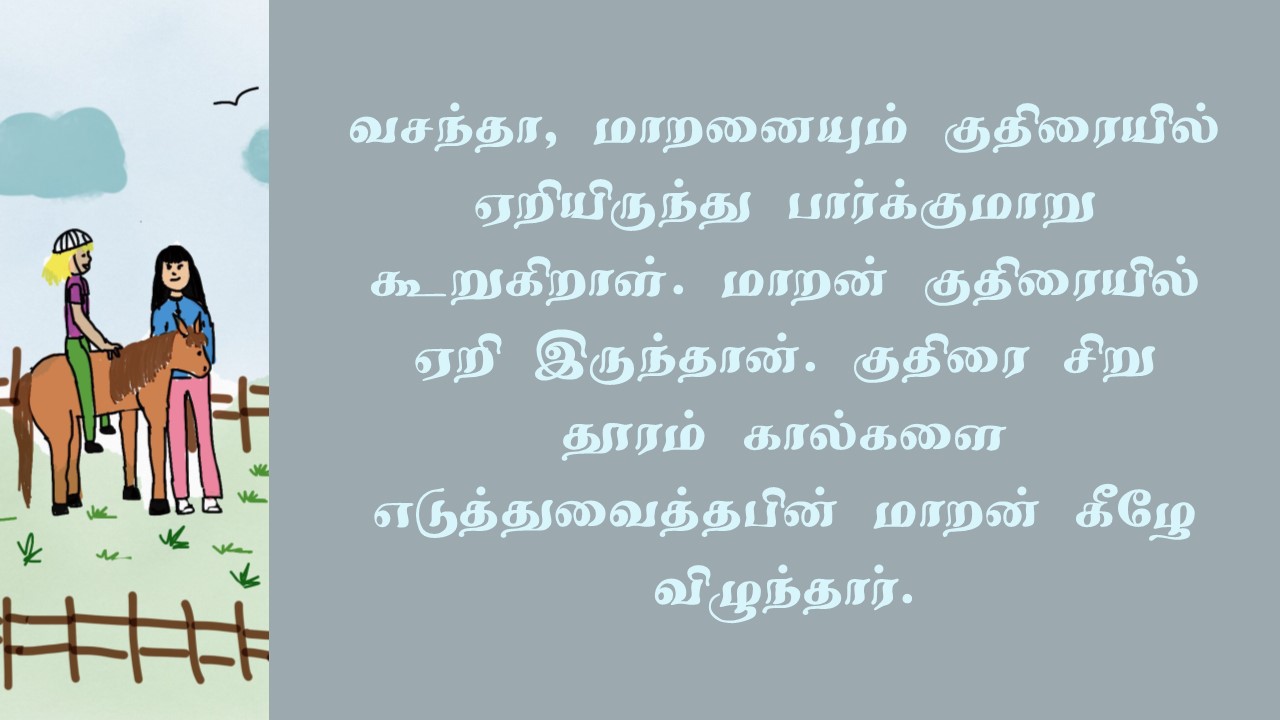 வசந்தா, மாறனையும் குதிரையில்
ஏறியிருந்து பார்க்குமாறு
கூறுகிறாள். மாறன் குதிரையில்
ஏறி இருந்தான். குதிரை சிறு
தூரம் கால்களை
எடுத்துவைத்தபின் மாறன் கீழே
விழுந்தார்.